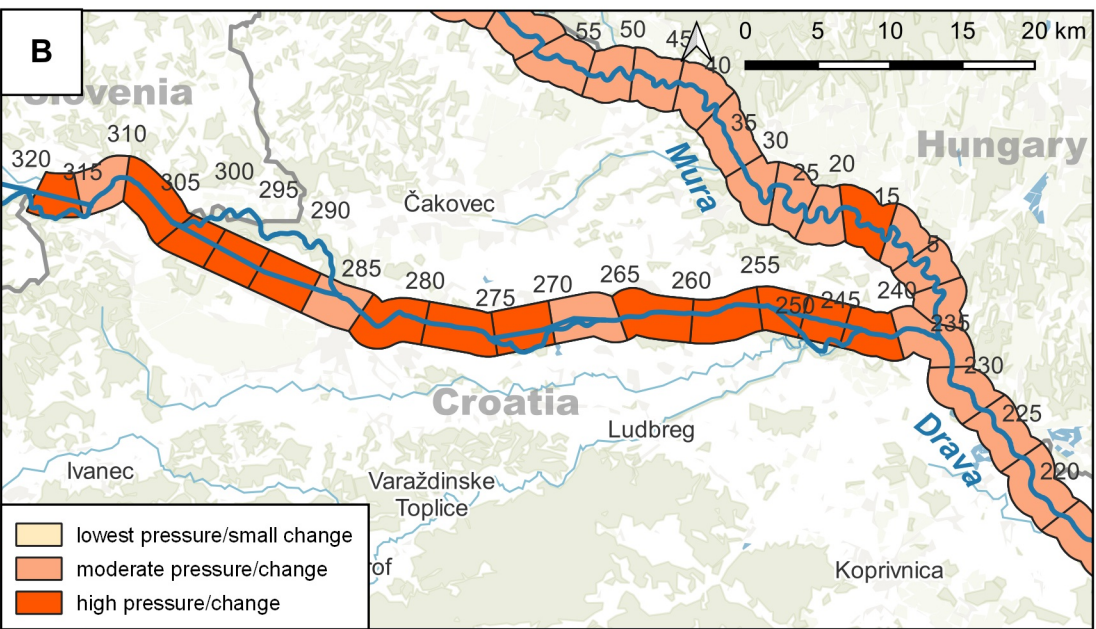 B
0 5 10 15 20 km
55 50 45
40
Slovenia
35
Hungary
310
30
320 315
Mura
25 20
305 300 295
15
Čakovec
290
5
285 280 275 270 265 260 255
250 245 240
235
230
Croatia
225
Ludbreg
Drava
Ivanec
220
Varaždinske
Toplice
lowest pressure/small change
moderate pressure/change
rof
Koprivnica
high pressure/change